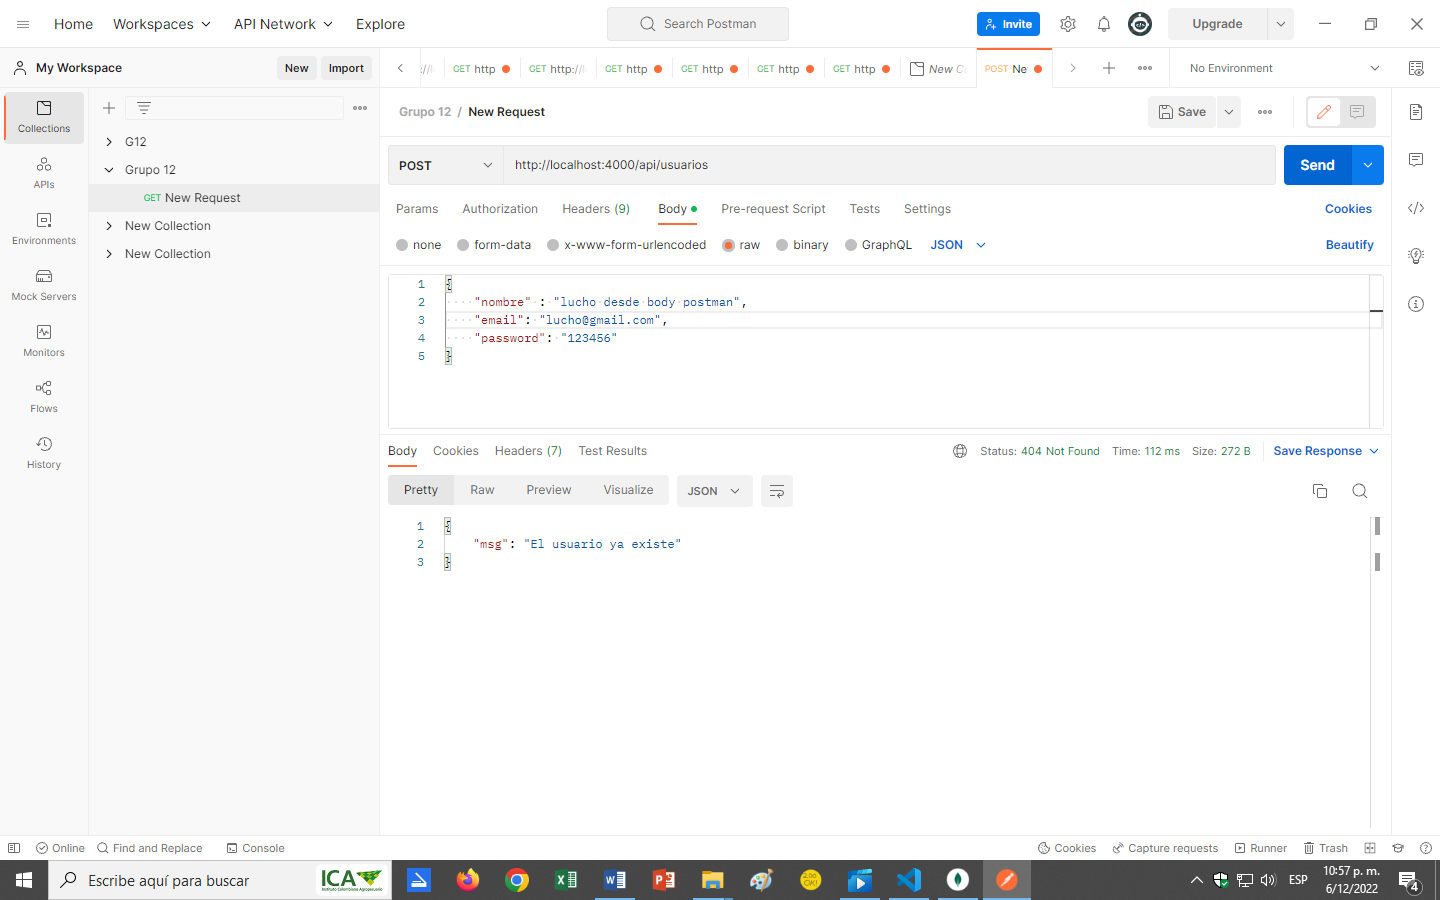 Home Workspaces API Network Explore Search Postman Invite Upgrade
My Workspace New Import GET http GET http:// GET http GET http GET http GET http New C POST Ne No Environment
Collections
APIs
Environments
Mock Servers
Monitors
Flows
History
G12
Grupo 12
GET New Request
New Collection
New Collection
Grupo 12 / New Request Save
POST http://localhost:4000/api/usuarios Send
Params Authorization Headers (9) Body Pre-request Script Tests Settings Cookies
none form-data x-www-form-urlencoded raw binary GraphQL JSON Beautify
1 {
2 "nombre" : "lucho desde body postman",
3 "email": "lucho@gmail.com",
4 "password": "123456"
5 }
Body Cookies Headers (7) Test Results Status: 404 Not Found Time: 112 ms Size: 272 B Save Response
Pretty Raw Preview Visualize JSON
1 {
2 "msg": "El usuario ya existe"
3 }
Online Find and Replace Console Cookies Capture requests Runner Trash
Escribe aquí para buscar ICA ESP 10:57 p. m.
6/12/2022 4